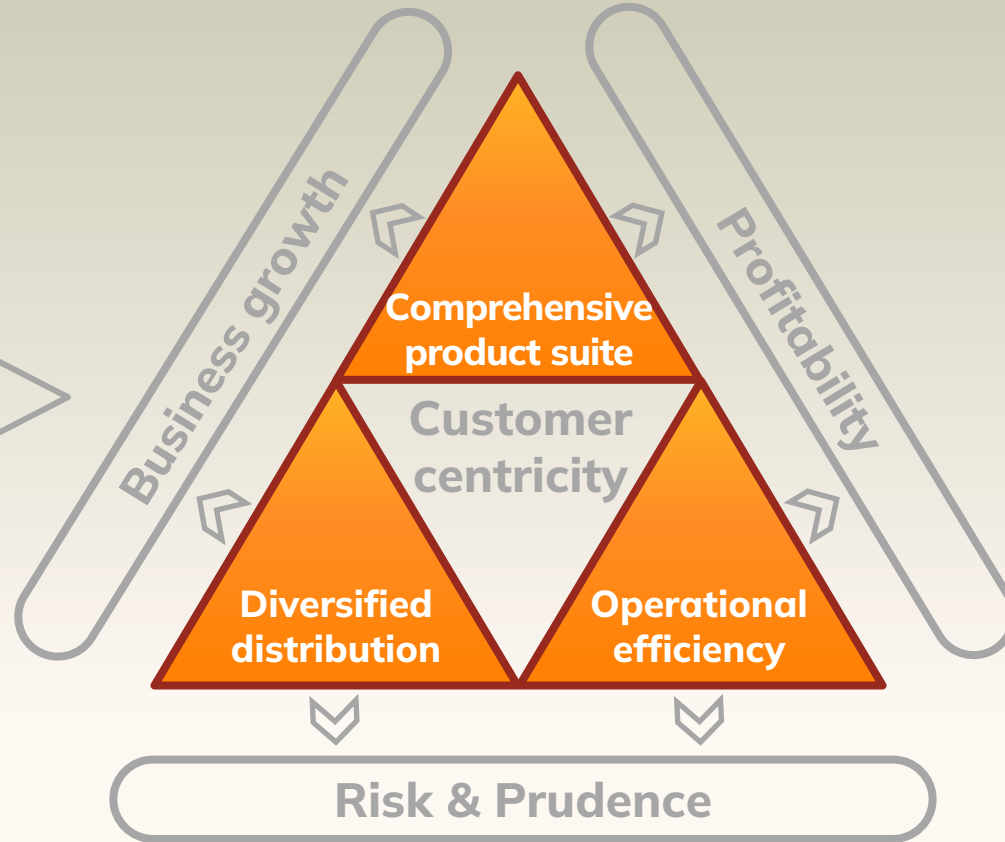 Business growth
Profitability
Comprehensive
product suite
Customer
centricity
Diversified
distribution
Operational
efficiency
Risk & Prudence